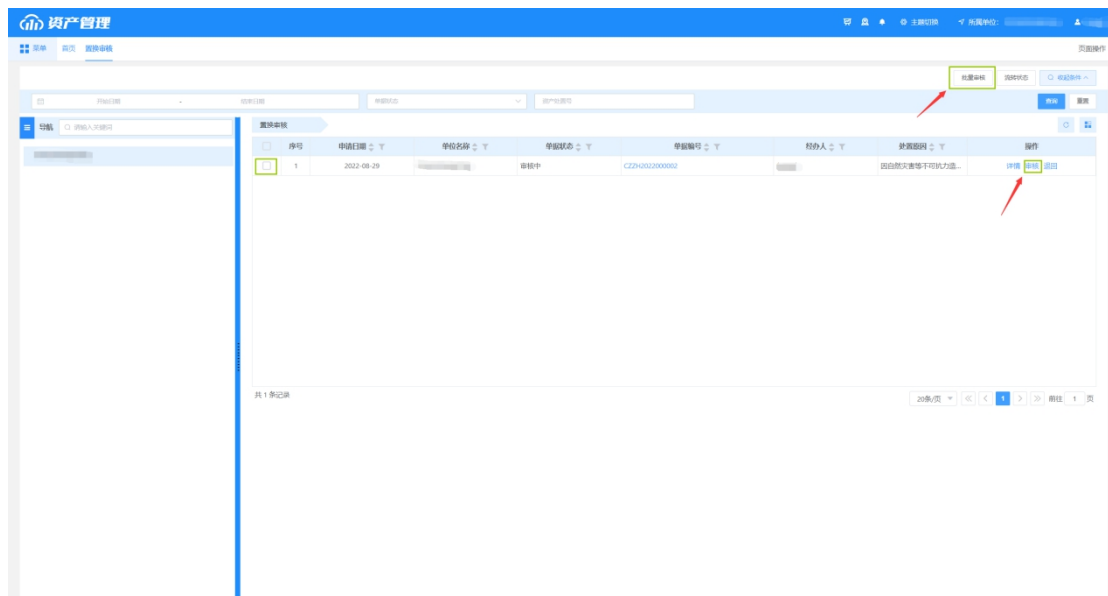 资产管理
主题切换 所属单位：
菜单 首页 置换审核 页面操作
批量审核 流转状态 收起条件
开始日期 - 结束日期 单据状态 资产处置号 查询 重置
导航 请输入关键词 置换审核
序号 申请日期 单位名称 单据状态 单据编号 经办人 处置原因 操作
1 2022-08-29 审核中 CZZH2022000002 因自然灾害等不可抗力造... 详情 审核 退回
共 1 条记录 20条/页 1 前往 1 页